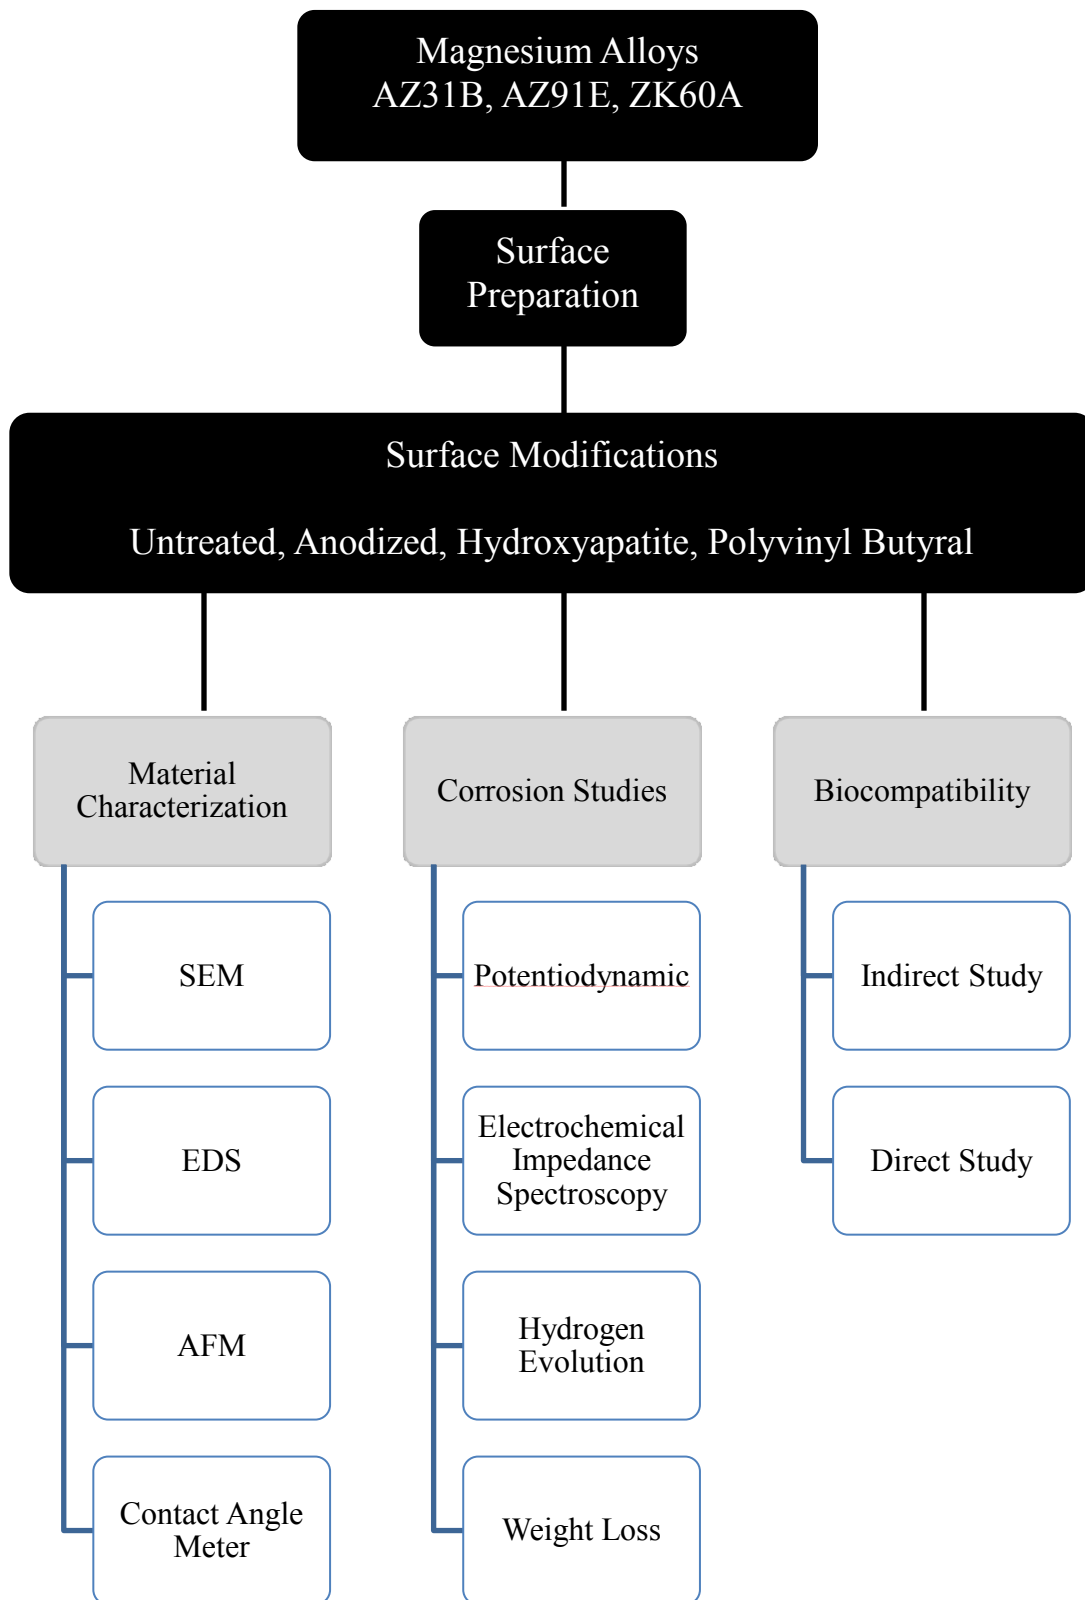 Magnesium Alloys
AZ31B, AZ91E, ZK60A
Surface
Preparation
Surface Modifications
Untreated, Anodized, Hydroxyapatite, Polyvinyl Butyral
Material
Characterization
SEM
EDS
AFM
Contact Angle
Meter
Corrosion Studies
Potentiodynamic
Electrochemical
Impedance
Spectroscopy
Hydrogen
Evolution
Weight Loss
Biocompatibility
Indirect Study
Direct Study